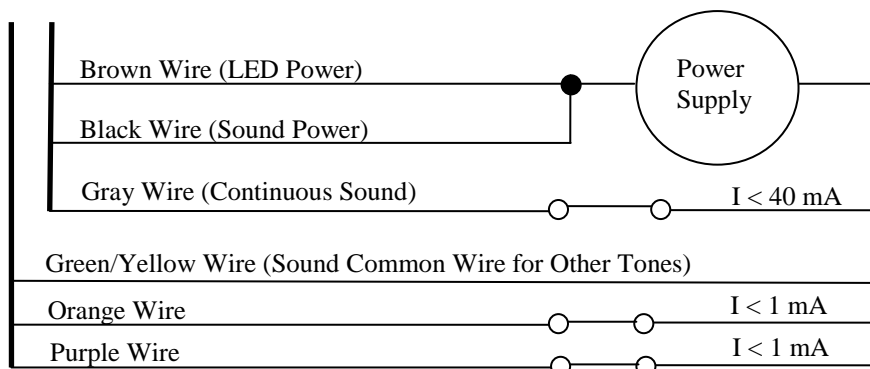 Brown Wire (LED Power)
Power
Supply
Black Wire (Sound Power)
Gray Wire (Continuous Sound)
I < 40 mA
Green/Yellow Wire (Sound Common Wire for Other Tones)
Orange Wire
I < 1 mA
Purple Wire
I < 1 mA